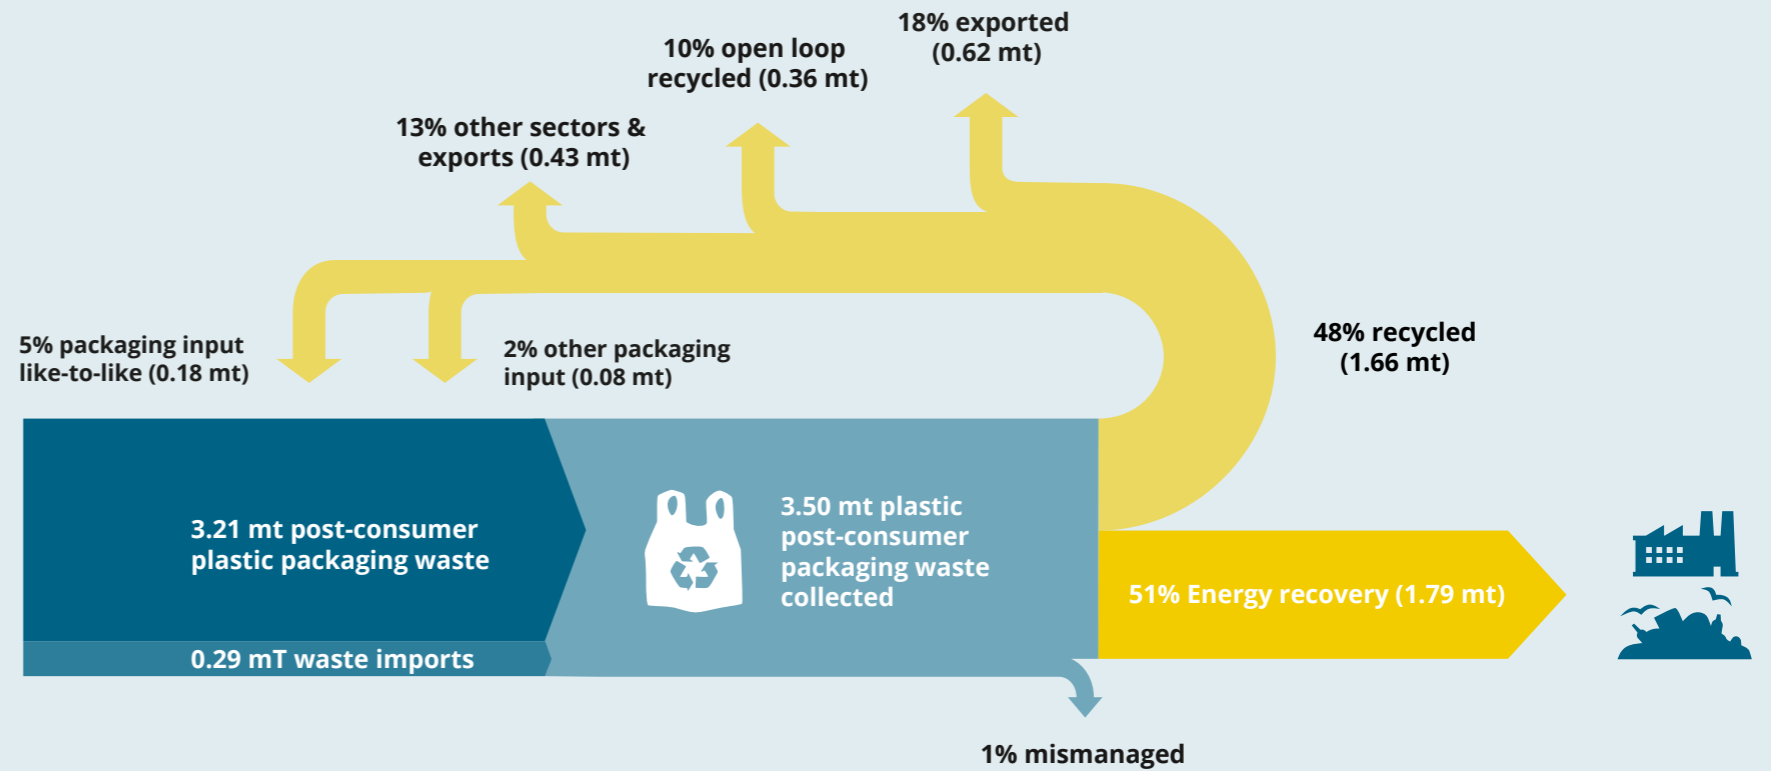 18% exported
(0.62 mt)
10% open loop
recycled (0.36 mt)
13% other sectors &
exports (0.43 mt)
5% packaging input
like-to-like (0.18 mt)
2% other packaging
input (0.08 mt)
48% recycled
(1.66 mt)
3.21 mt post-consumer
plastic packaging waste
3.50 mt plastic
post-consumer
packaging waste
collected
51% Energy recovery (1.79 mt)
0.29 mT waste imports
1% mismanaged